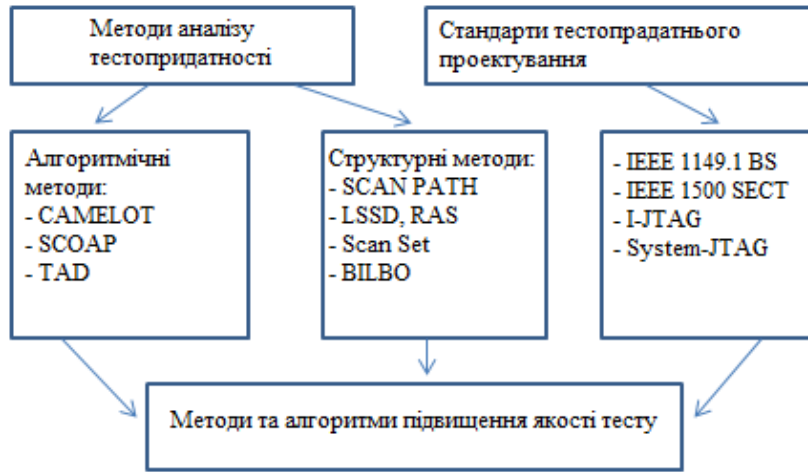 Методи аналізу
тестопридатності
Стандарти тестопрадатнього
проектування
Алгоритмічні
методи:
- CAMELOT
- SCOAP
- TAD
Структурні методи:
- SCAN PATH
- LSSD, RAS
- Scan Set
- BILBO
- IEEE 1149.1 BS
- IEEE 1500 SECT
- I-JTAG
- System-JTAG
Методи та алгоритми підвищення якості тесту